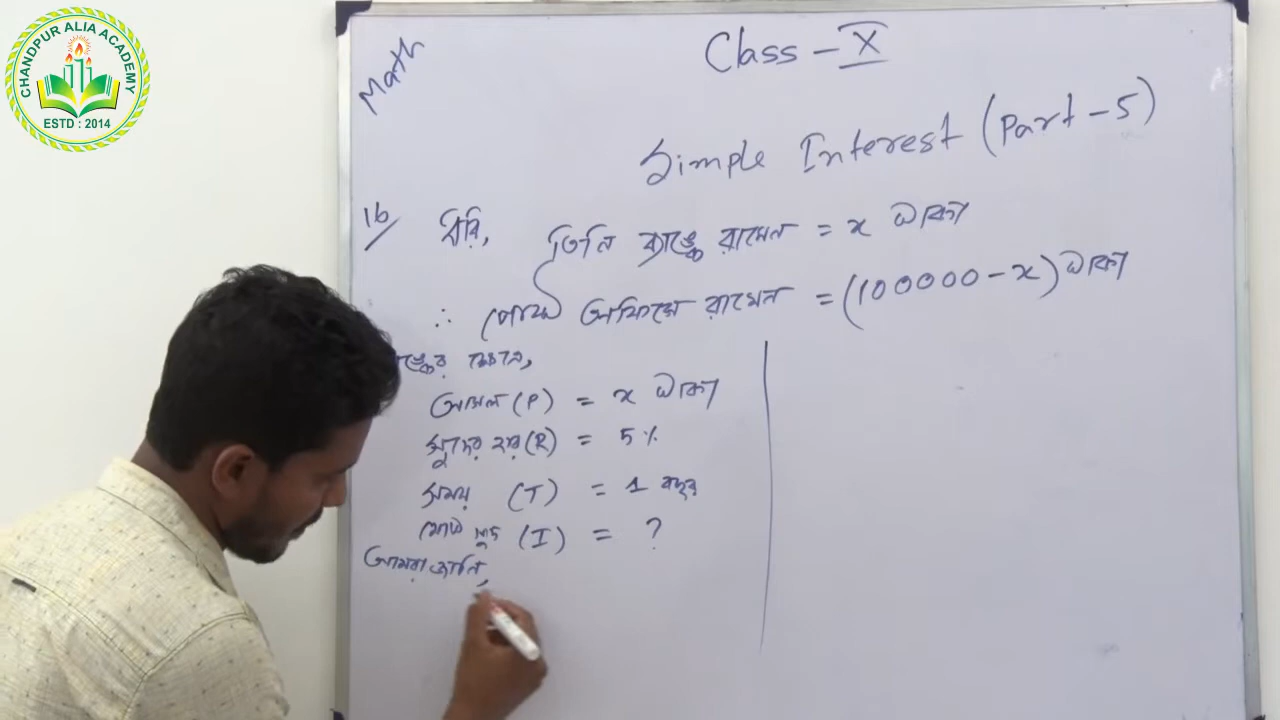 CHANDPUR ALIA ACADEMY
ESTD : 2014
Math
Class - X
Simple Interest (Part - 5)
16/ ধরি, তিনি ব্যাঙ্কে রাখেন = x টাকা
∴ পোস্ট অফিসে রাখেন = (100000 - x) টাকা
ঙ্কের ক্ষেত্রে,
আসল (P) = x টাকা
সুদের হার (R) = 5 %
সময় (T) = 1 বছর
মোট সুদ (I) = ?
আমরা জানি,